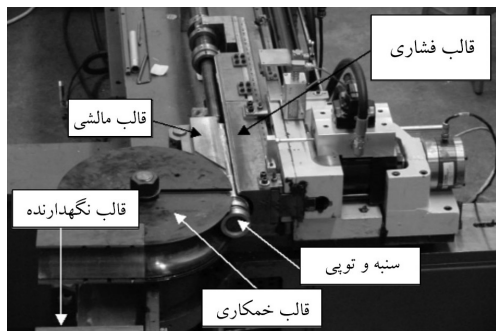 قالب فشاری
قالب مالشی
قالب نگهدارنده
سنبه و توپی
قالب خمکاری